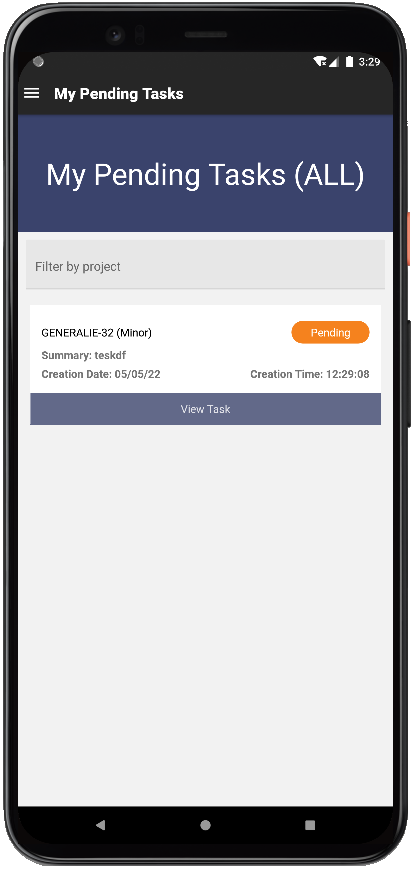 3:29
My Pending Tasks
My Pending Tasks (ALL)
Filter by project
GENERALIE-32 (Minor)
Pending
Summary: teskdf
Creation Date: 05/05/22
Creation Time: 12:29:08
View Task